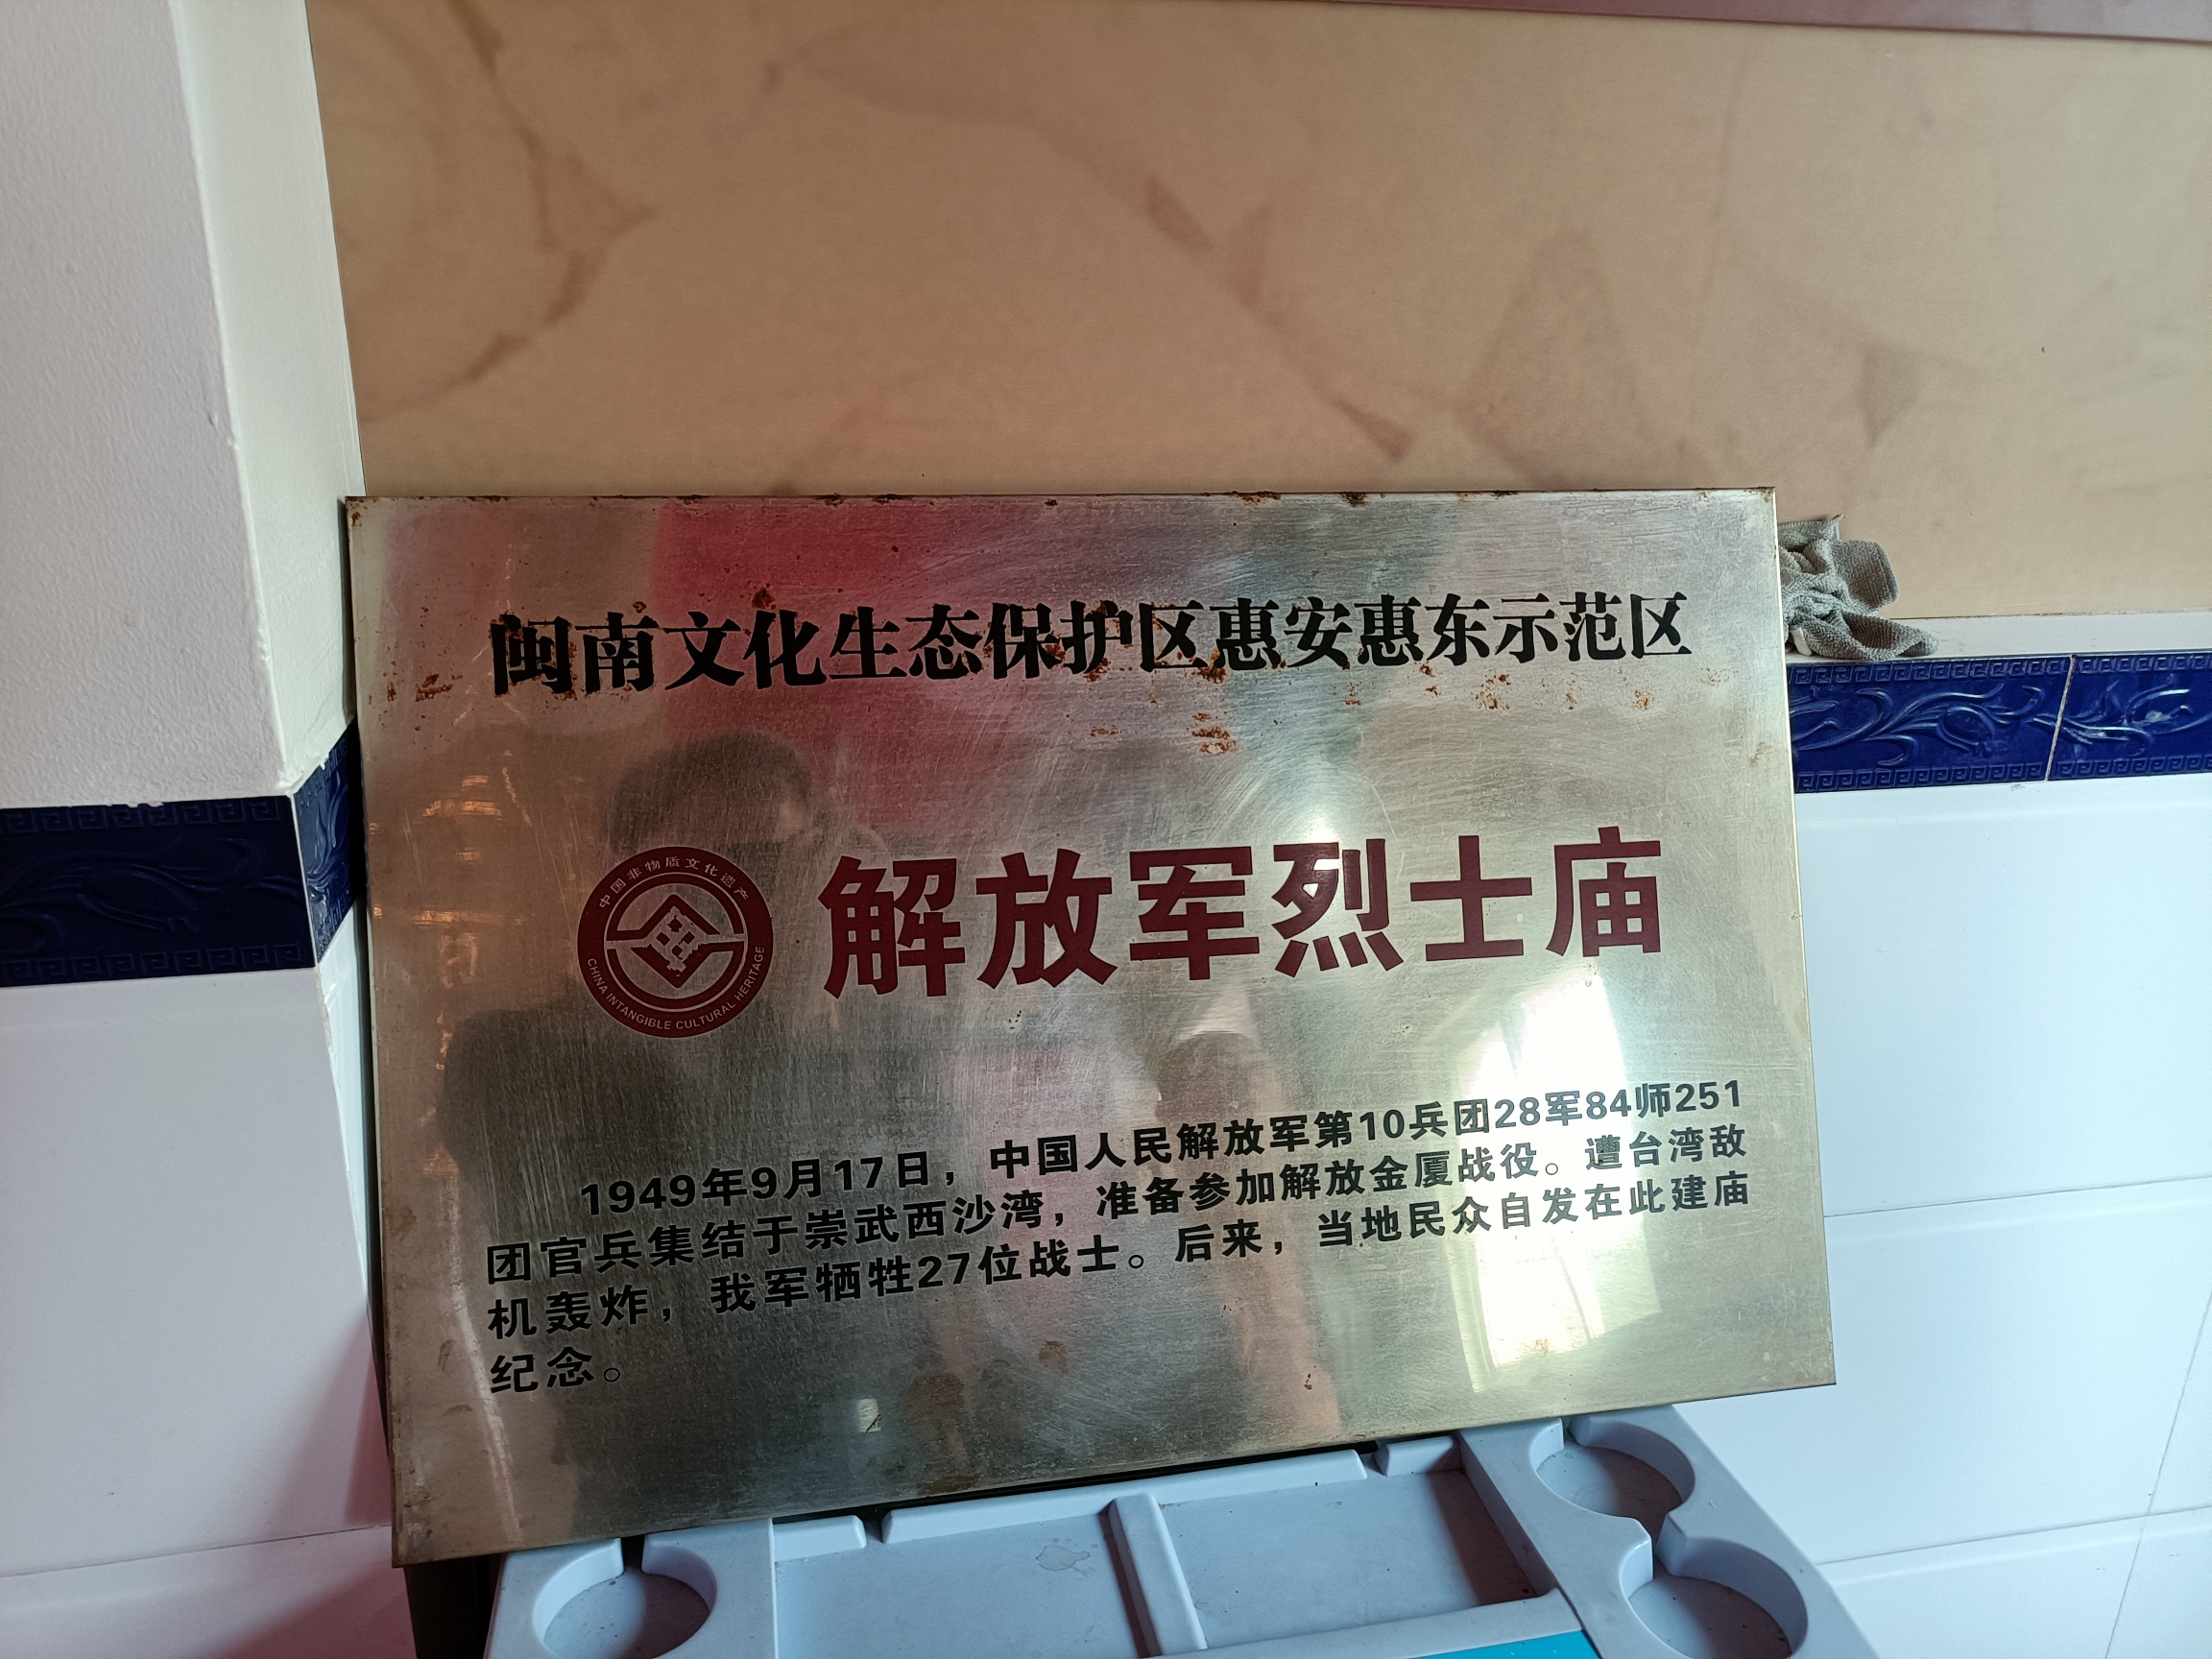 闽南文化生态保护区惠安惠东示范区
中国非物质文化遗产
CHINA INTANGIBLE CULTURAL HERITAGE
解放军烈士庙
1949年9月17日，中国人民解放军第10兵团28军84师251
团官兵集结于崇武西沙湾，准备参加解放金厦战役。遭台湾敌
机轰炸，我军牺牲27位战士。后来，当地民众自发在此建庙
纪念。